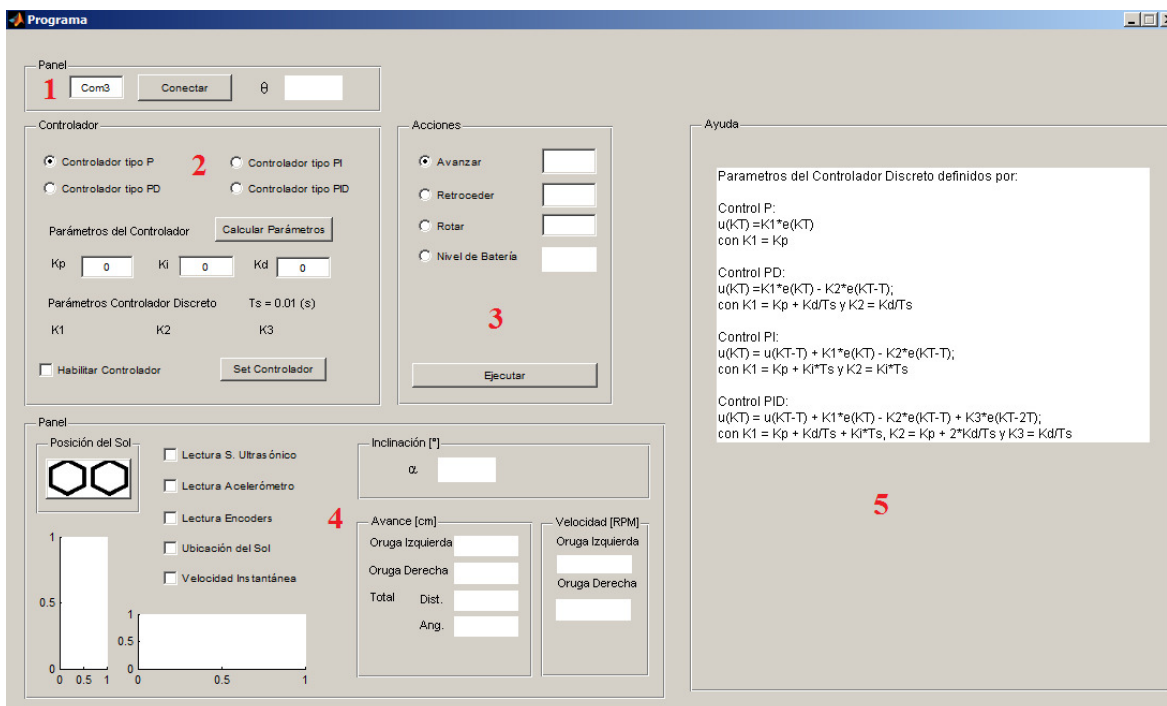 Programa
Panel
1 Com3 Conectar θ
Controlador
2
Controlador tipo P Controlador tipo PI
Controlador tipo PD Controlador tipo PID
Parámetros del Controlador Calcular Parámetros
Kp 0 Ki 0 Kd 0
Parámetros Controlador Discreto Ts = 0.01 (s)
K1 K2 K3
Habilitar Controlador Set Controlador
Acciones
Avanzar
Retroceder
Rotar
Nivel de Batería
3
Ejecutar
Ayuda
Parametros del Controlador Discreto definidos por:
Control P:
u(KT) =K1*e(KT)
con K1 = Kp
Control PD:
u(KT) =K1*e(KT) - K2*e(KT-T);
con K1 = Kp + Kd/Ts y K2 = Kd/Ts
Control PI:
u(KT) = u(KT-T) + K1*e(KT) - K2*e(KT-T);
con K1 = Kp + Ki*Ts y K2 = Ki*Ts
Control PID:
u(KT) = u(KT-T) + K1*e(KT) - K2*e(KT-T) + K3*e(KT-2T);
con K1 = Kp + Kd/Ts + Ki*Ts, K2 = Kp + 2*Kd/Ts y K3 = Kd/Ts
5
Panel
Posición del Sol
Lectura S. Ultrasónico
Lectura Acelerómetro
Lectura Encoders
Ubicación del Sol
Velocidad Instantánea
4
1
0.5
0
0 0.5 1
1
0.5
0
0 0.5 1
Inclinación [°]
α
Avance [cm]
Oruga Izquierda
Oruga Derecha
Total Dist.
Ang.
Velocidad [RPM]
Oruga Izquierda
Oruga Derecha